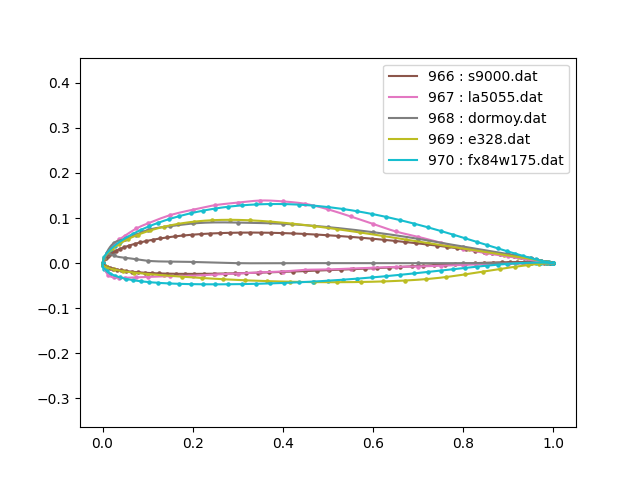 966 : s9000.dat
967 : la5055.dat
968 : dormoy.dat
969 : e328.dat
970 : fx84w175.dat
0.4
0.3
0.2
0.1
0.0
−0.1
−0.2
−0.3
0.0 0.2 0.4 0.6 0.8 1.0